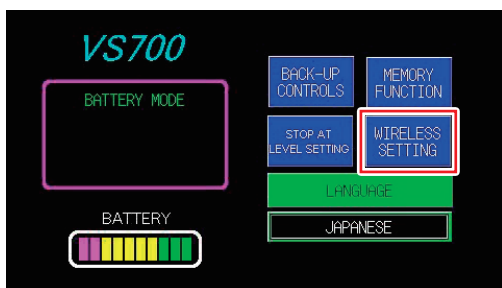 VS700
BATTERY MODE
BATTERY
BACK-UP
CONTROLS
MEMORY
FUNCTION
STOP AT
LEVEL SETTING
WIRELESS
SETTING
LANGUAGE
JAPANESE